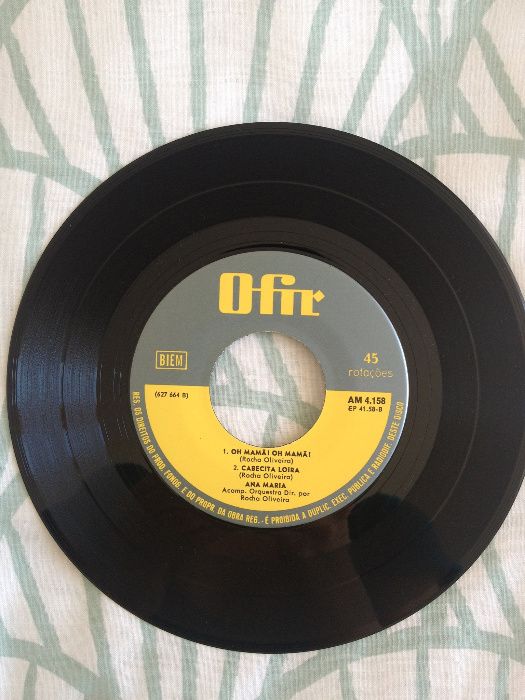 Ofir
BIEM
45
rotações
(627 664 B)
AM 4.158
EP 41.58-B
1. OH MAMÃ! OH MAMÃ!
(Rocha Oliveira)
2. CABECITA LOIRA
(Rocha Oliveira)
ANA MARIA
Acomp. Orquestra Dir. por
Rocha Oliveira
RES. OS DIREITOS DO PROD. FONOG. E DO PROPR. DA OBRA REG. - É PROIBIDA A DUPLIC. EXEC. PÚBLICA E RADIODIF. DESTE DISCO